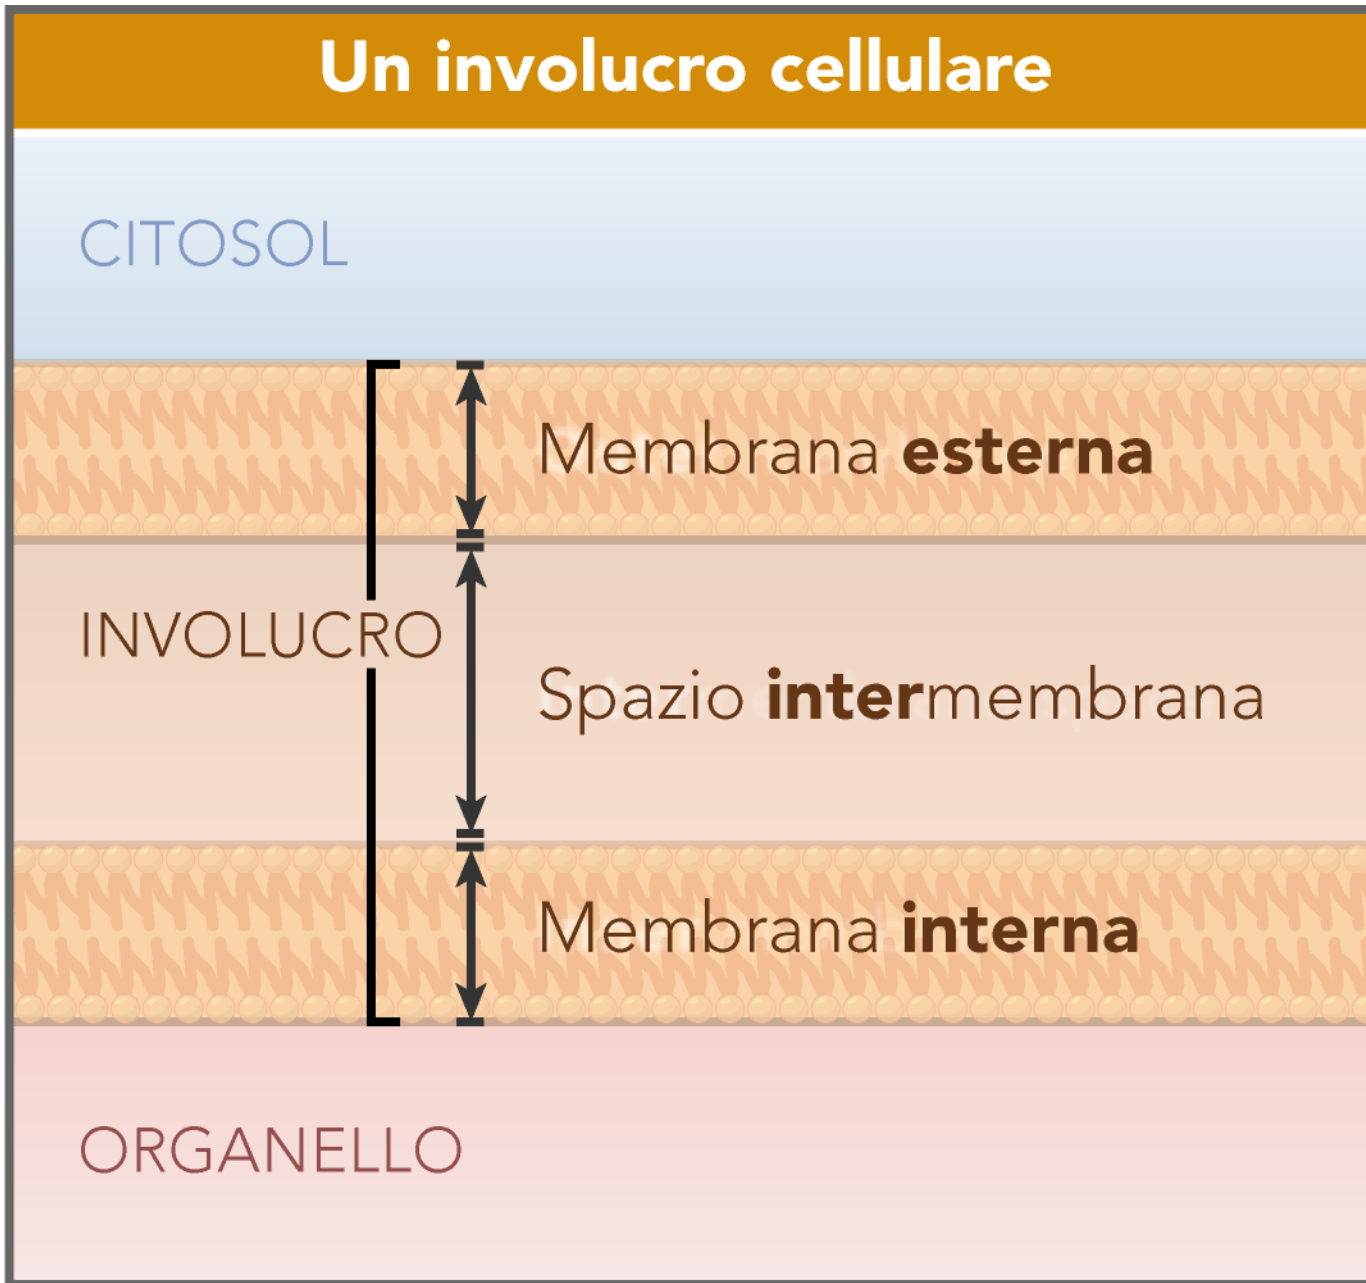 Un involucro cellulare
CITOSOL
Membrana esterna
INVOLUCRO
Spazio intermembrana
Membrana interna
ORGANELLO